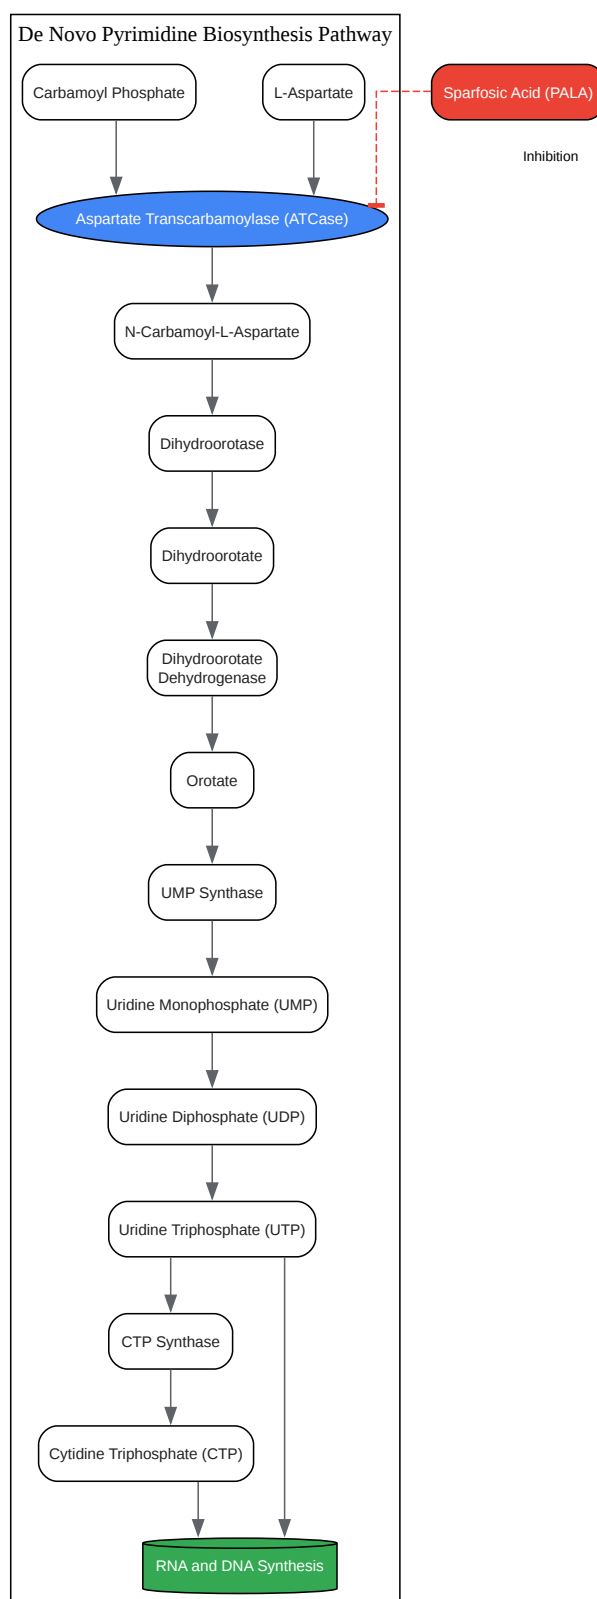 De Novo Pyrimidine Biosynthesis Pathway
Carbamoyl Phosphate
L-Aspartate
Sparfosic Acid (PALA)
Inhibition
Aspartate Transcarbamoylase (ATCase)
N-Carbamoyl-L-Aspartate
Dihydroorotase
Dihydroorotate
Dihydroorotate
Dehydrogenase
Orotate
UMP Synthase
Uridine Monophosphate (UMP)
Uridine Diphosphate (UDP)
Uridine Triphosphate (UTP)
CTP Synthase
Cytidine Triphosphate (CTP)
RNA and DNA Synthesis